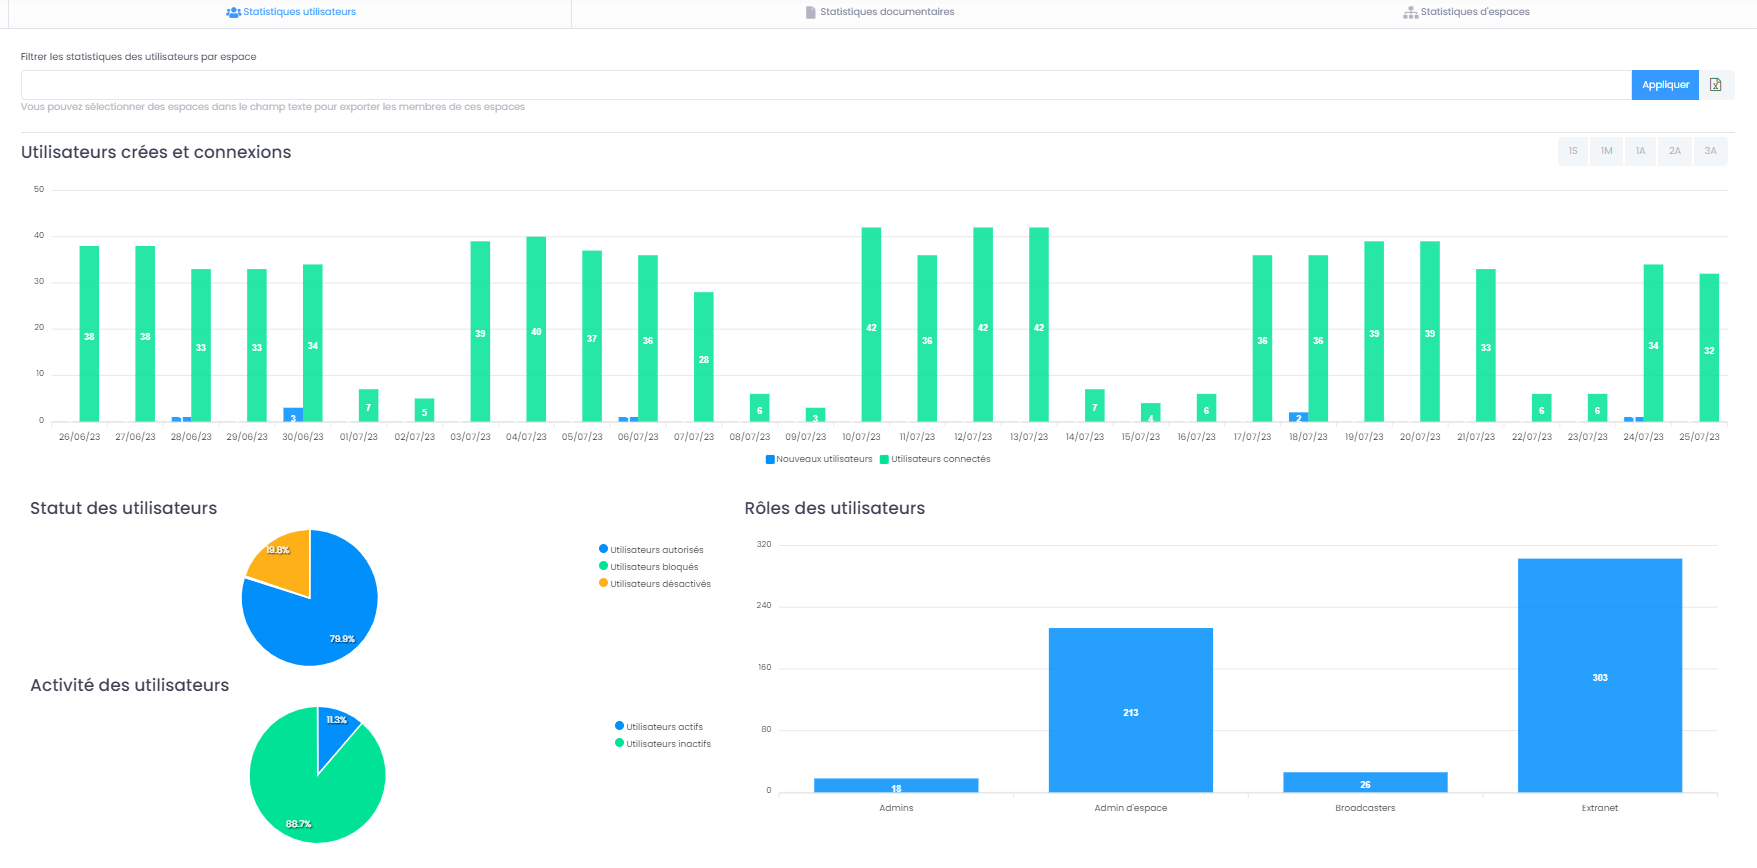 Statistiques utilisateurs
Statistiques documentaires
Statistiques d'espaces
Filtrer les statistiques des utilisateurs par espace
Appliquer
Vous pouvez sélectionner des espaces dans le champ texte pour exporter les membres de ces espaces
Utilisateurs crées et connexions
1S 1M 1A 2A 3A
50
40
30
20
10
0
38 38 33 33 3 34 7 5 39 40 37 36 28 6 3 42 36 42 42 7 4 6 36 2 36 39 39 33 6 6 34 32
26/06/23 27/06/23 28/06/23 29/06/23 30/06/23 01/07/23 02/07/23 03/07/23 04/07/23 05/07/23 06/07/23 07/07/23 08/07/23 09/07/23 10/07/23 11/07/23 12/07/23 13/07/23 14/07/23 15/07/23 16/07/23 17/07/23 18/07/23 19/07/23 20/07/23 21/07/23 22/07/23 23/07/23 24/07/23 25/07/23
Nouveaux utilisateurs Utilisateurs connectés
Statut des utilisateurs
19.8%
79.9%
Utilisateurs autorisés
Utilisateurs bloqués
Utilisateurs désactivés
Activité des utilisateurs
11.3%
88.7%
Utilisateurs actifs
Utilisateurs inactifs
Rôles des utilisateurs
320
240
160
80
0
18 213 26 303
Admins Admin d'espace Broadcasters Extranet